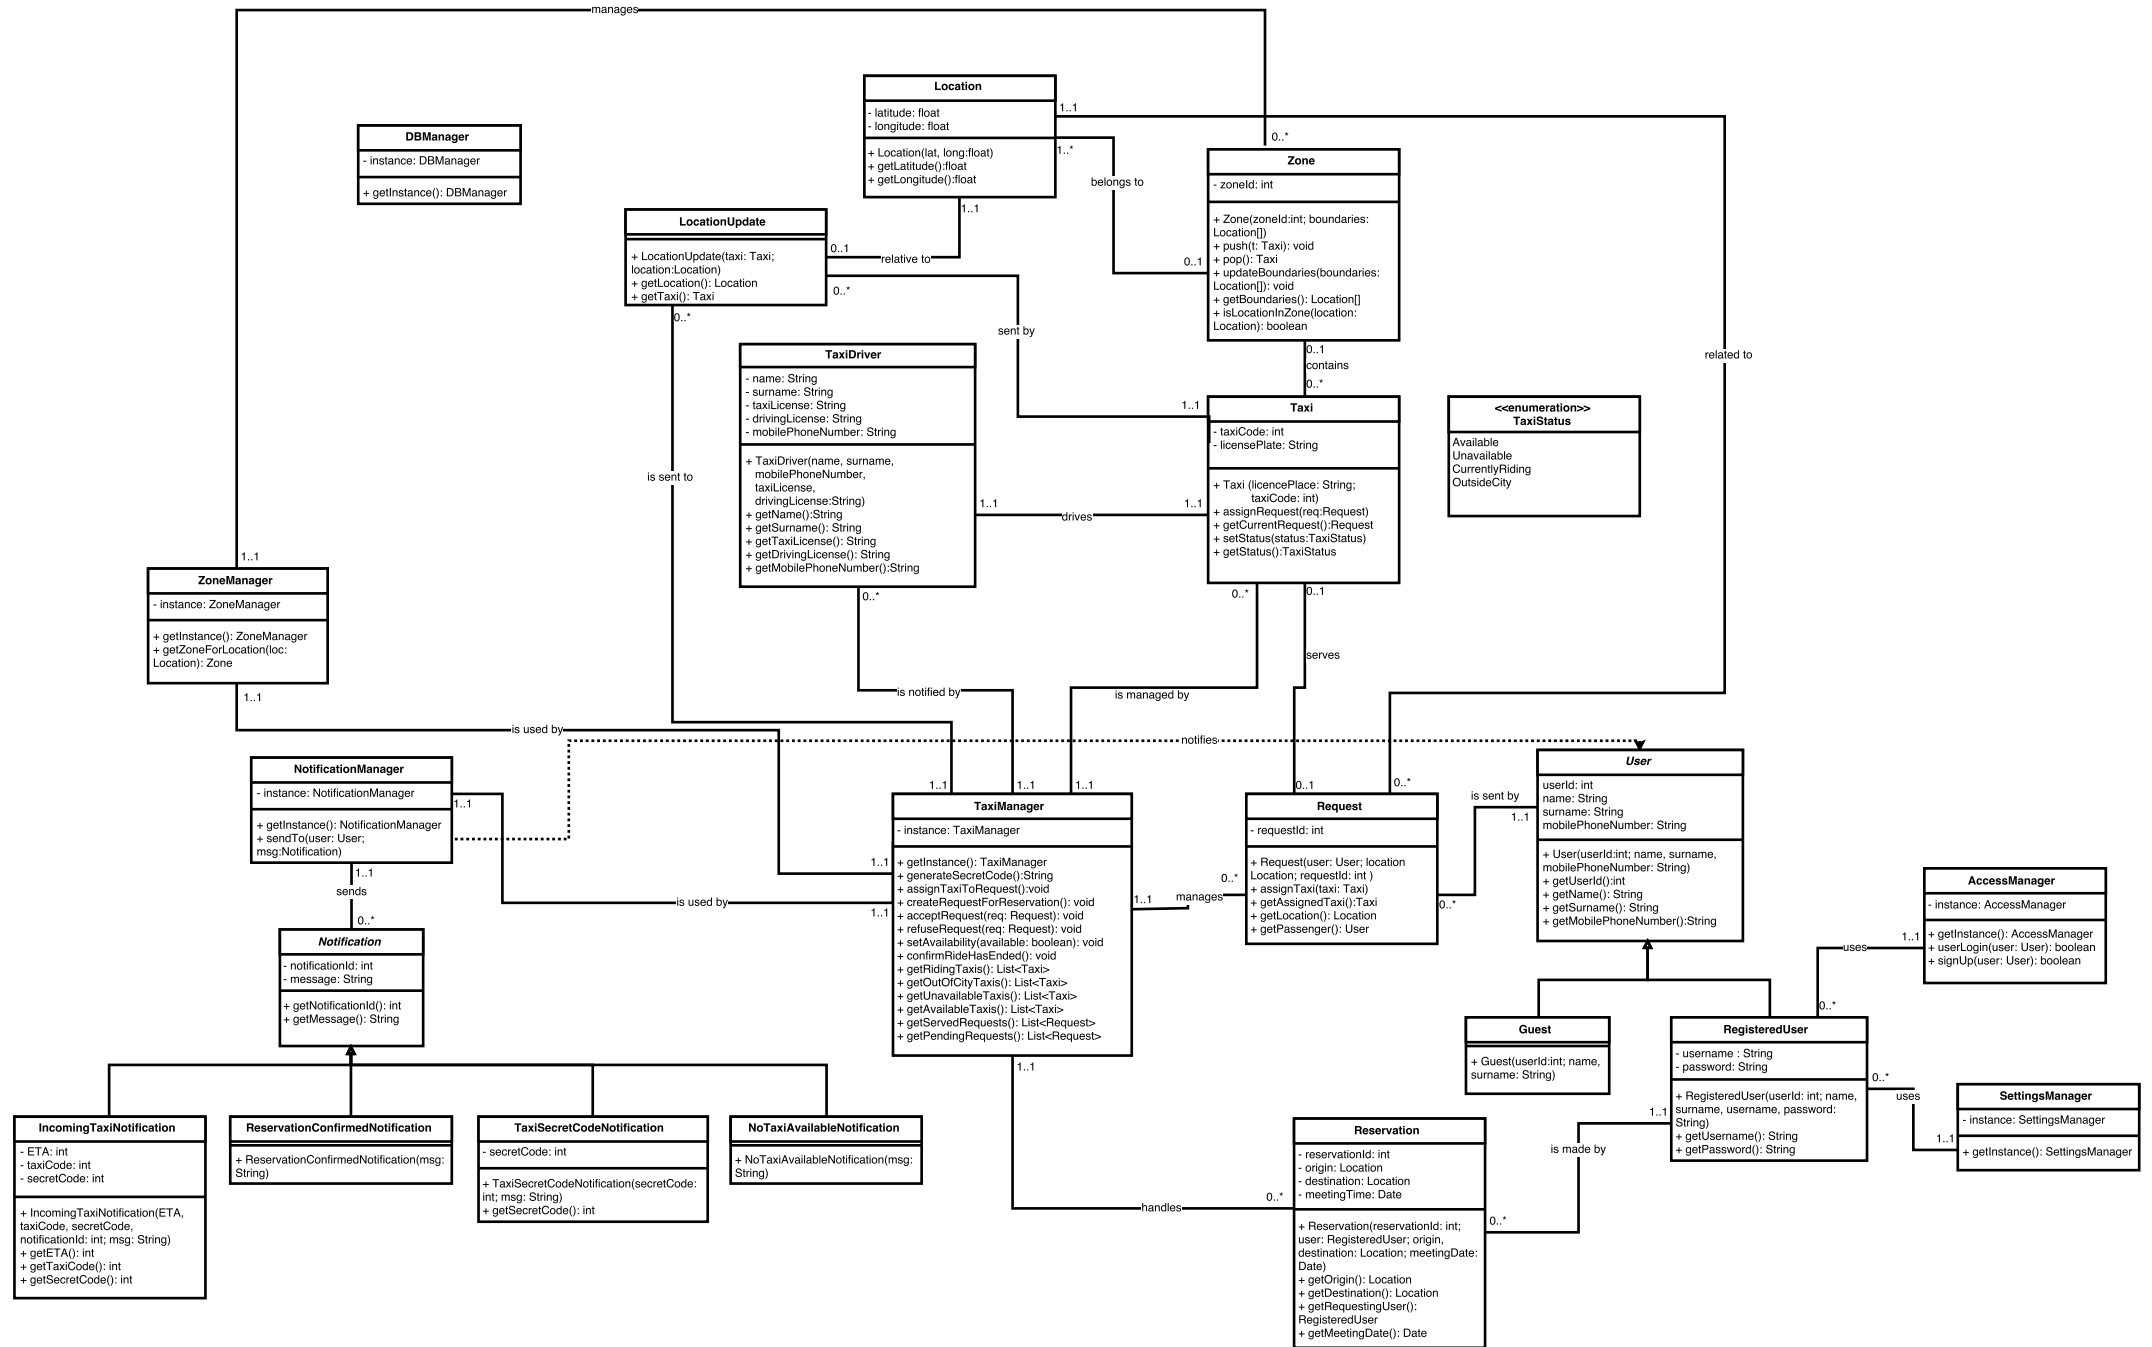 manages
Location
- latitude: float
- longitude: float
+ Location(lat, long:float)
+ getLatitude():float
+ getLongitude():float
1..1
1..*
1..1
DBManager
- instance: DBManager
+ getInstance(): DBManager
0..*
Zone
- zoneId: int
+ Zone(zoneId:int; boundaries:
Location[])
+ push(t: Taxi): void
+ pop(): Taxi
+ updateBoundaries(boundaries:
Location[]): void
+ getBoundaries(): Location[]
+ isLocationInZone(location:
Location): boolean
belongs to
0..1
LocationUpdate
+ LocationUpdate(taxi: Taxi;
location:Location)
+ getLocation(): Location
+ getTaxi(): Taxi
0..1
relative to
0..*
0..*
sent by
related to
0..1
contains
0..*
TaxiDriver
- name: String
- surname: String
- taxiLicense: String
- drivingLicense: String
- mobilePhoneNumber: String
+ TaxiDriver(name, surname,
mobilePhoneNumber,
taxiLicense,
drivingLicense:String)
+ getName():String
+ getSurname(): String
+ getTaxiLicense(): String
+ getDrivingLicense(): String
+ getMobilePhoneNumber():String
1..1
Taxi
- taxiCode: int
- licensePlate: String
+ Taxi (licencePlace: String;
taxiCode: int)
+ assignRequest(req:Request)
+ getCurrentRequest():Request
+ setStatus(status:TaxiStatus)
+ getStatus():TaxiStatus
<<enumeration>>
TaxiStatus
Available
Unavailable
CurrentlyRiding
OutsideCity
is sent to
1..1
drives
1..1
1..1
ZoneManager
- instance: ZoneManager
+ getInstance(): ZoneManager
+ getZoneForLocation(loc:
Location): Zone
1..1
0..*
0..*
0..1
serves
is notified by
is managed by
is used by
notifies
NotificationManager
- instance: NotificationManager
+ getInstance(): NotificationManager
+ sendTo(user: User;
msg:Notification)
1..1
1..1
sends
0..*
is used by
1..1
1..1
1..1
1..1
1..1
TaxiManager
- instance: TaxiManager
+ getInstance(): TaxiManager
+ generateSecretCode():String
+ assignTaxiToRequest():void
+ createRequestForReservation(): void
+ acceptRequest(req: Request): void
+ refuseRequest(req: Request): void
+ setAvailability(available: boolean): void
+ confirmRideHasEnded(): void
+ getRidingTaxis(): List<Taxi>
+ getOutOfCityTaxis(): List<Taxi>
+ getUnavailableTaxis(): List<Taxi>
+ getAvailableTaxis(): List<Taxi>
+ getServedRequests(): List<Request>
+ getPendingRequests(): List<Request>
1..1
manages
0..*
1..1
0..1
0..*
Request
- requestId: int
+ Request(user: User; location
Location; requestId: int )
+ assignTaxi(taxi: Taxi)
+ getAssignedTaxi():Taxi
+ getLocation(): Location
+ getPassenger(): User
0..*
is sent by
1..1
User
userId: int
name: String
surname: String
mobilePhoneNumber: String
+ User(userId:int; name, surname,
mobilePhoneNumber: String)
+ getUserId():int
+ getName(): String
+ getSurname(): String
+ getMobilePhoneNumber():String
AccessManager
- instance: AccessManager
+ getInstance(): AccessManager
+ userLogin(user: User): boolean
+ signUp(user: User): boolean
uses
1..1
0..*
Notification
- notificationId: int
- message: String
+ getNotificationId(): int
+ getMessage(): String
Guest
+ Guest(userId:int; name,
surname: String)
RegisteredUser
- username : String
- password: String
+ RegisteredUser(userId: int; name,
surname, username, password:
String)
+ getUsername(): String
+ getPassword(): String
0..*
uses
1..1
SettingsManager
- instance: SettingsManager
+ getInstance(): SettingsManager
IncomingTaxiNotification
- ETA: int
- taxiCode: int
- secretCode: int
+ IncomingTaxiNotification(ETA,
taxiCode, secretCode,
notificationId: int; msg: String)
+ getETA(): int
+ getTaxiCode(): int
+ getSecretCode(): int
ReservationConfirmedNotification
+ ReservationConfirmedNotification(msg:
String)
TaxiSecretCodeNotification
- secretCode: int
+ TaxiSecretCodeNotification(secretCode:
int; msg: String)
+ getSecretCode(): int
NoTaxiAvailableNotification
+ NoTaxiAvailableNotification(msg:
String)
handles
0..*
Reservation
- reservationId: int
- origin: Location
- destination: Location
- meetingTime: Date
+ Reservation(reservationId: int;
user: RegisteredUser; origin,
destination: Location; meetingDate:
Date)
+ getOrigin(): Location
+ getDestination(): Location
+ getRequestingUser():
RegisteredUser
+ getMeetingDate(): Date
0..*
is made by
1..1